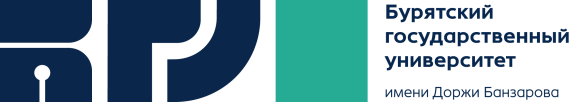 Бурятский
государственный
университет
имени Доржи Банзарова